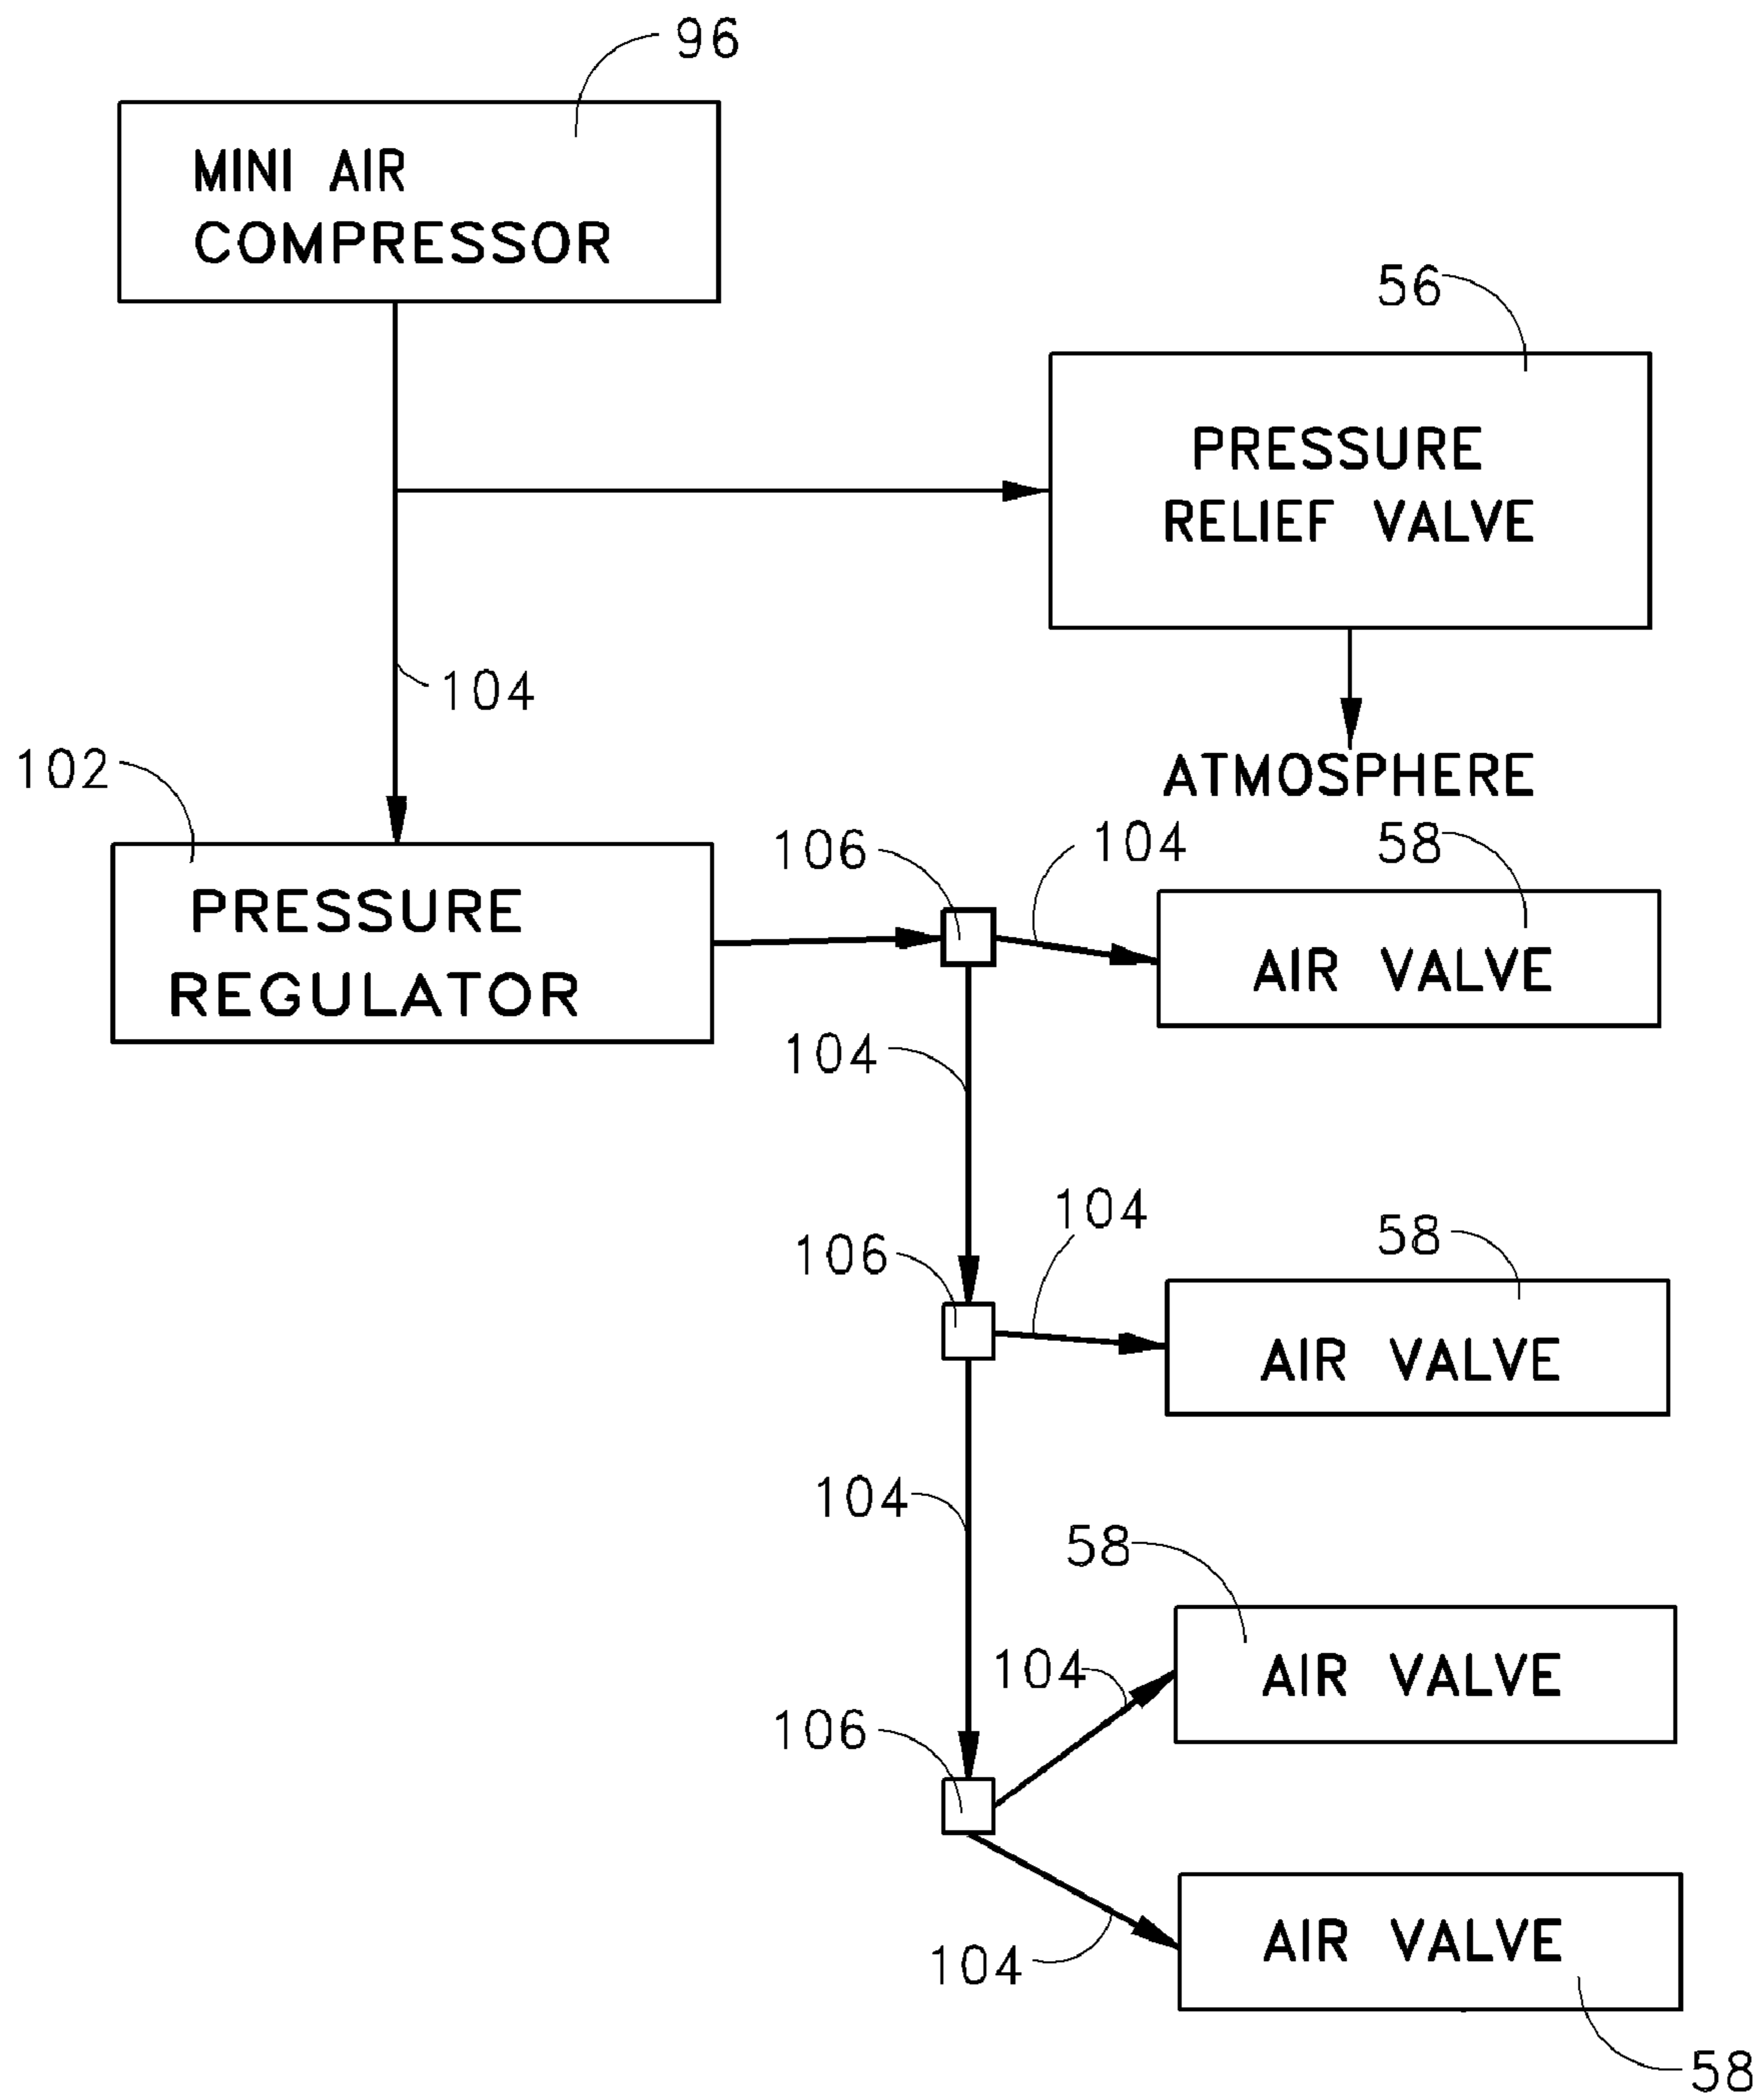 96
MINI AIR
COMPRESSOR
56
PRESSURE
RELIEF VALVE
104
102
ATMOSPHERE
106
104
58
PRESSURE
REGULATOR
AIR VALVE
104
104
106
58
AIR VALVE
104
58
104
AIR VALVE
106
AIR VALVE
104
58